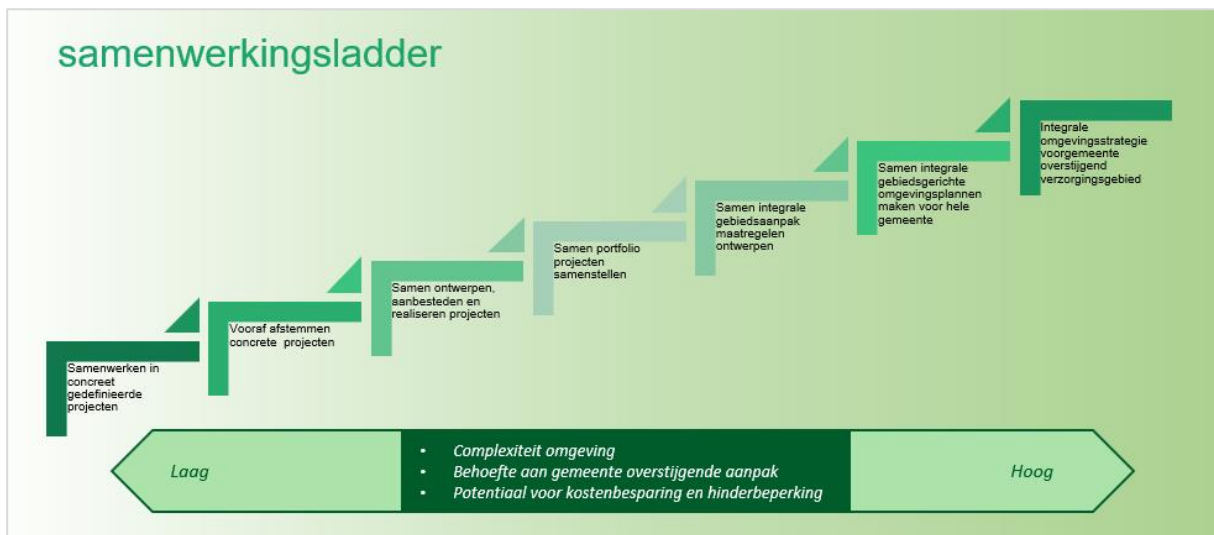 samenwerkingsladder
Samenwerken in
concreet
gedefinieerde
projecten
Vooraf afstemmen
concrete projecten
Samen ontwerpen,
aanbesteden en
realiseren projecten
Samen portfolio
projecten
samenstellen
Samen integrale
gebiedsaanpak
maatregelen
ontwerpen
Samen integrale
gebiedsgerichte
omgevingsplannen
maken voor hele
gemeente
Integrale
omgevingsstrategie
voorgemeente
overstijgend
verzorgingsgebied
Laag
• Complexiteit omgeving
• Behoefte aan gemeente overstijgende aanpak
• Potentiaal voor kostenbesparing en hinderbeperking
Hoog